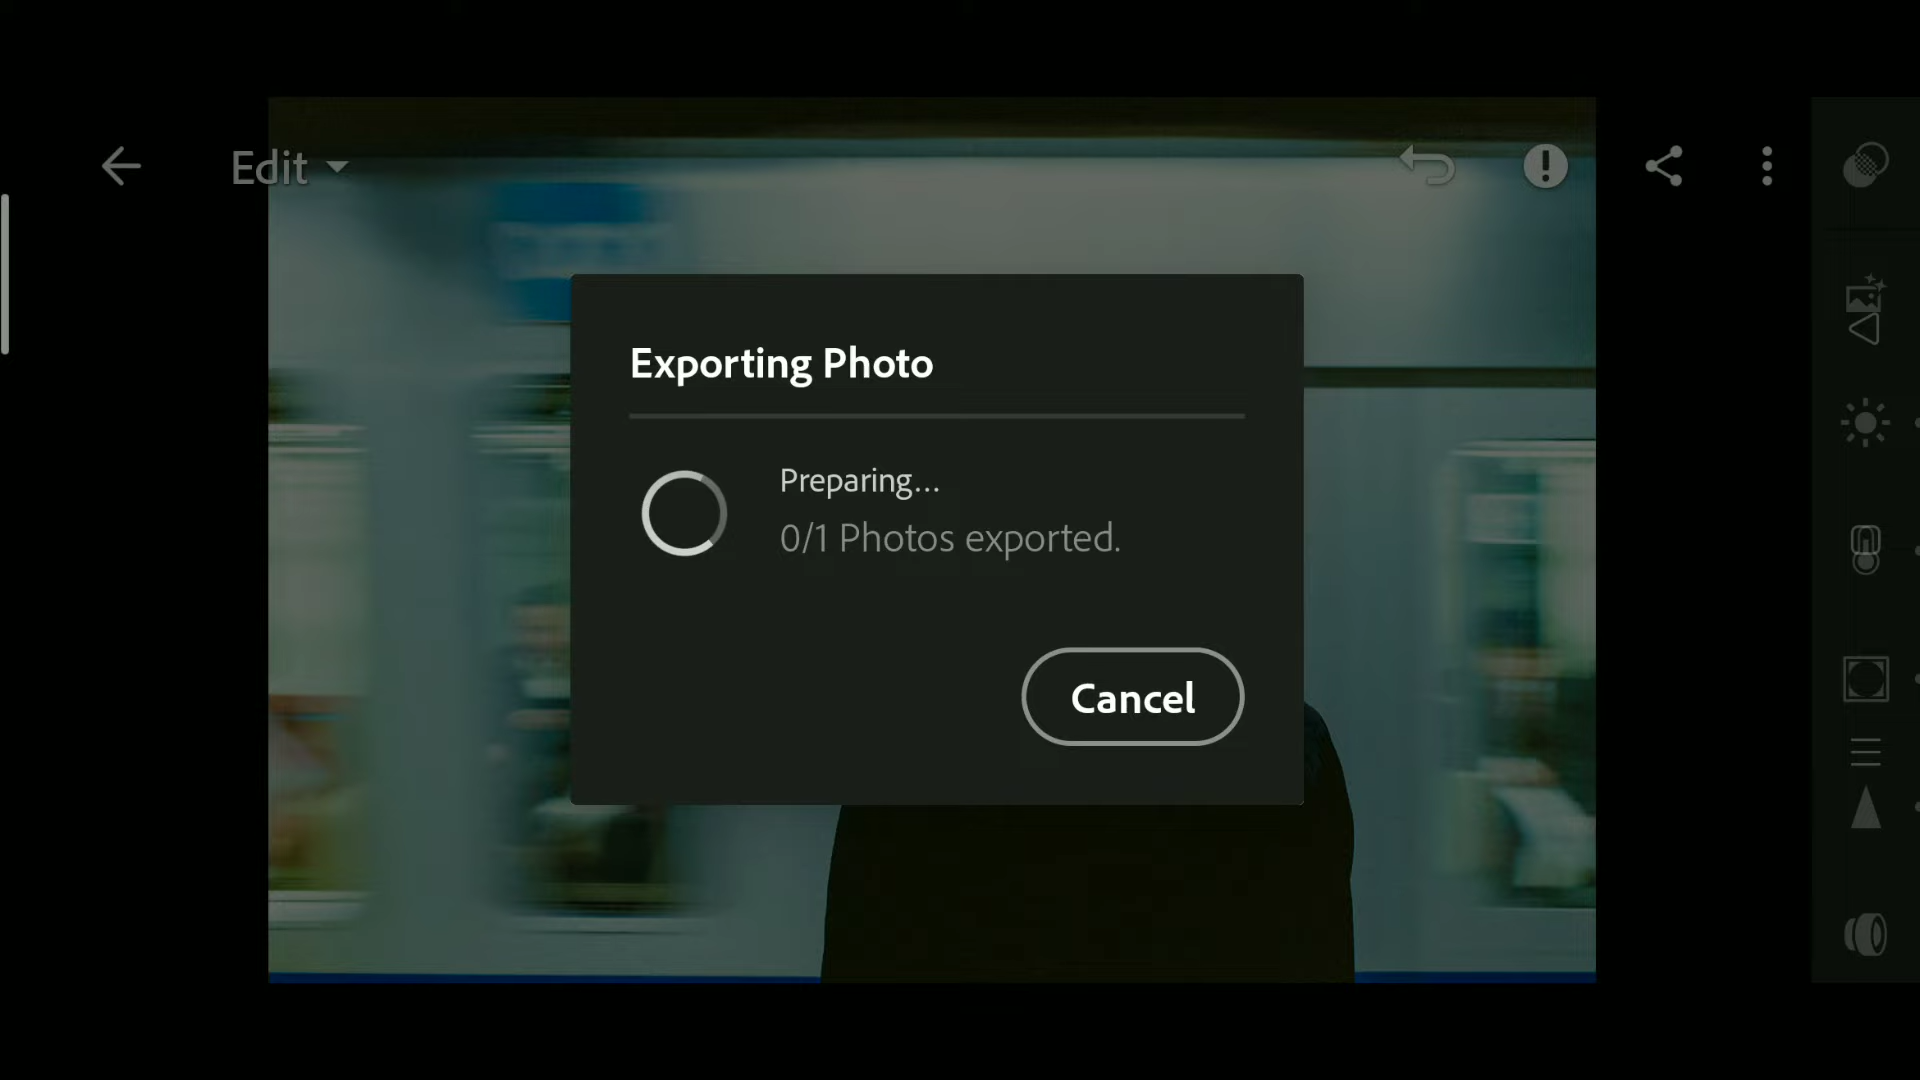 Edit
Exporting Photo
Preparing...
0/1 Photos exported.
Cancel